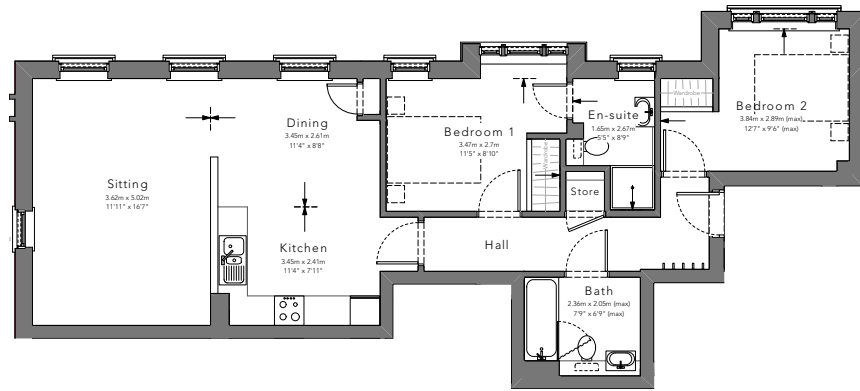 Dining
3.45m x 2.61m
11'4" x 8'8"
Sitting
3.62m x 5.02m
11'11" x 16'7"
Kitchen
3.45m x 2.41m
11'4" x 7'11"
Bedroom 1
3.47m x 2.7m
11'5" x 8'10"
Wardrobe
En-suite
1.65m x 2.67m
5'5" x 8'9"
Wardrobe
Bedroom 2
3.84m x 2.89m (max)
12'7" x 9'6" (max)
Store
Hall
Bath
2.36m x 2.05m (max)
7'9" x 6'9" (max)